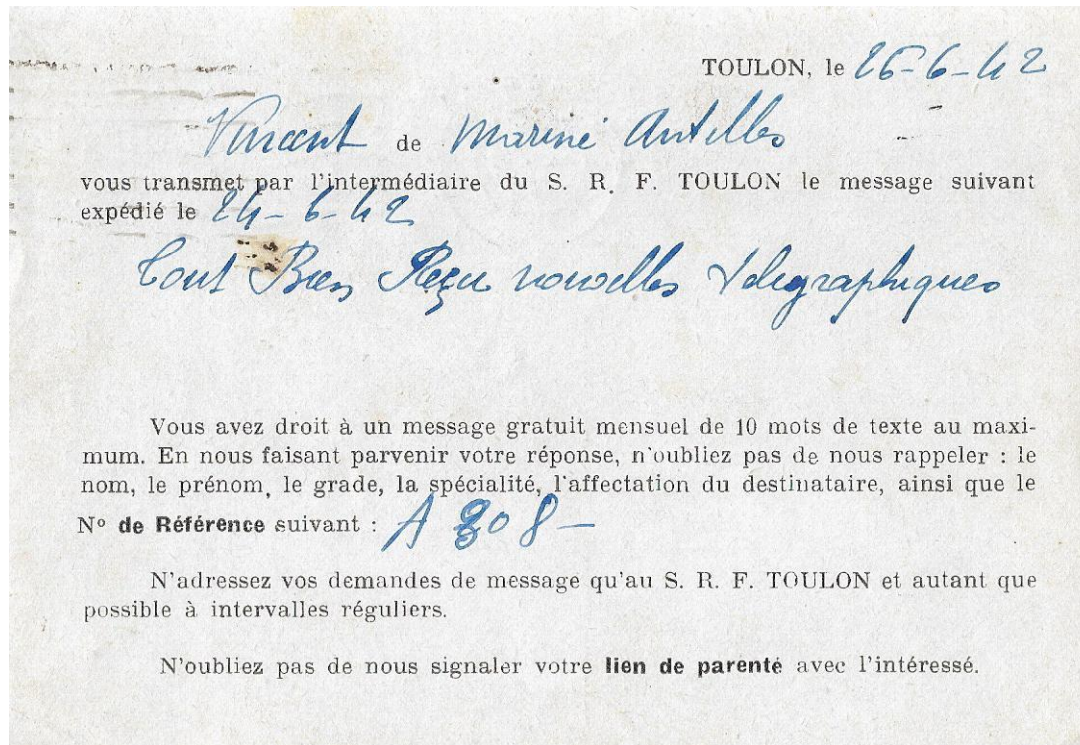 TOULON, le 26-6-42
Vincent de Marine Antilles
vous transmet par l'intermédiaire du S. R. F. TOULON le message suivant
expédié le 24-6-42
Tout Bien Reçu nouvelles télégraphiques
Vous avez droit à un message gratuit mensuel de 10 mots de texte au maxi-
mum. En nous faisant parvenir votre réponse, n'oubliez pas de nous rappeler : le
nom, le prénom, le grade, la spécialité, l'affectation du destinataire, ainsi que le
Nº de Référence suivant : A 808 -
N'adressez vos demandes de message qu'au S. R. F. TOULON et autant que
possible à intervalles réguliers.
N'oubliez pas de nous signaler votre lien de parenté avec l'intéressé.